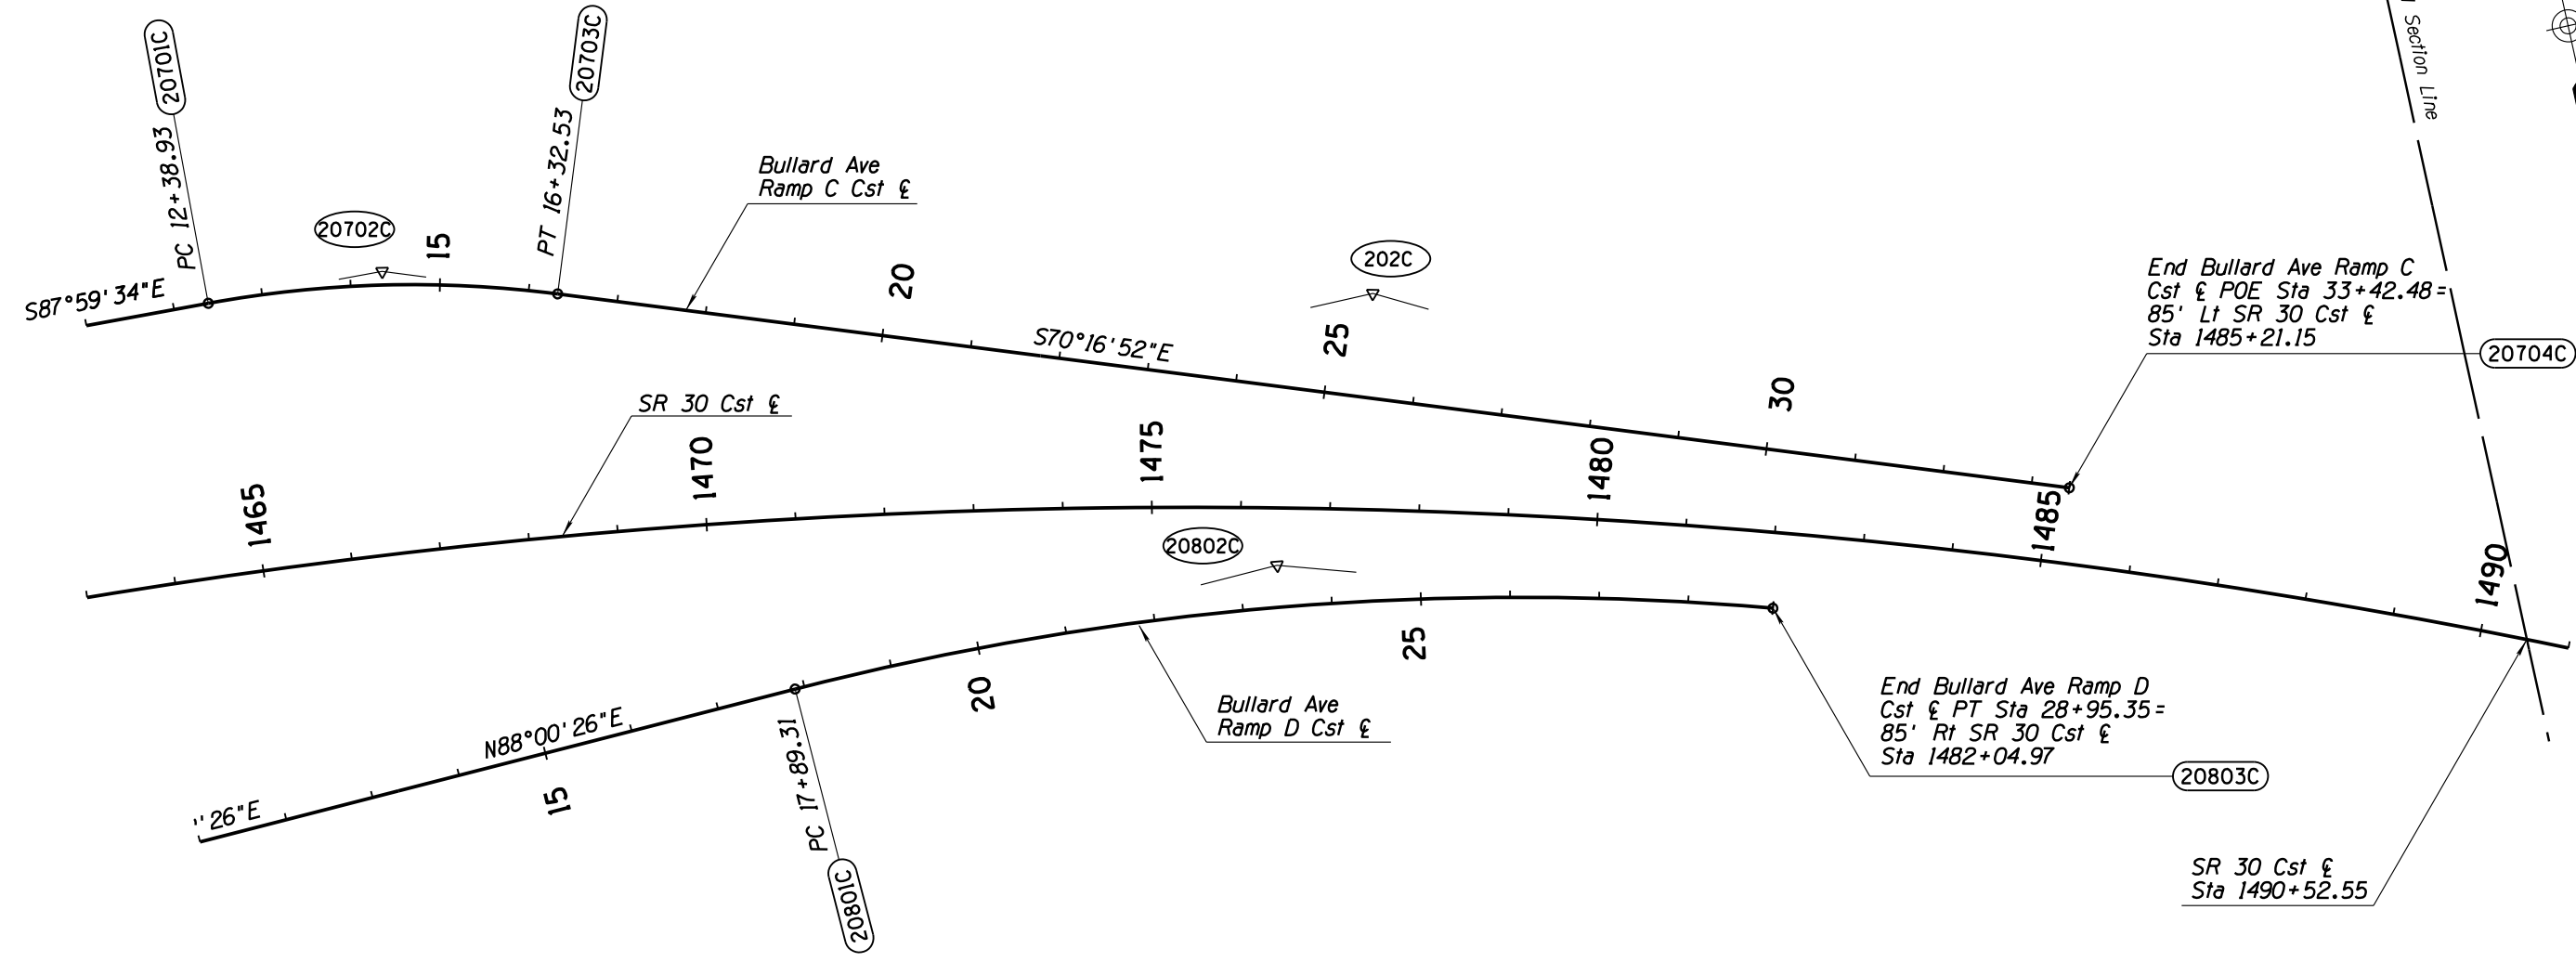 20701C
PC 12+38.93
20703C
PT 16+32.53
Section Line
Bullard Ave
Ramp C Cst ℄
20702C
15
20
202C
25
S87°59'34"E
S70°16'52"E
30
End Bullard Ave Ramp C
Cst ℄ POE Sta 33+42.48=
85' Lt SR 30 Cst ℄
Sta 1485+21.15
20704C
SR 30 Cst ℄
1465
1470
1475
1480
1485
1490
20802C
N88°00'26"E
26"E
15
PC 17+89.31
20801C
20
25
Bullard Ave
Ramp D Cst ℄
End Bullard Ave Ramp D
Cst ℄ PT Sta 28+95.35=
85' Rt SR 30 Cst ℄
Sta 1482+04.97
20803C
SR 30 Cst ℄
Sta 1490+52.55